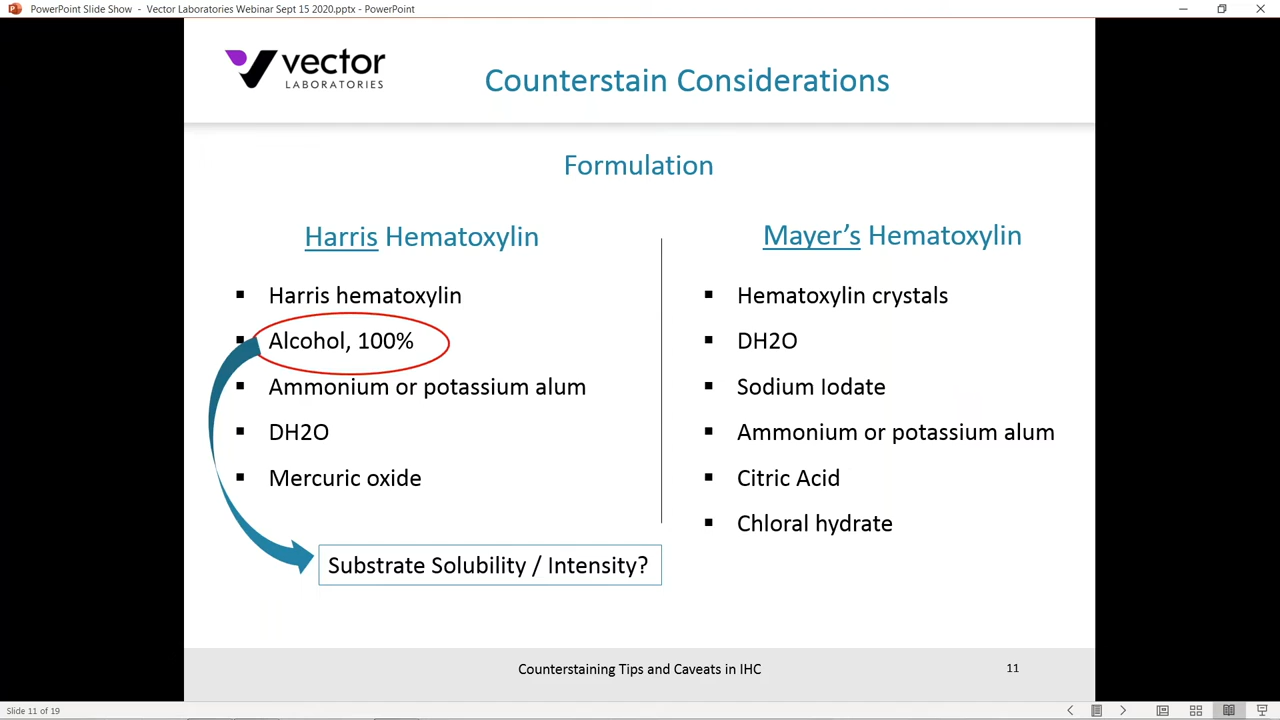 PowerPoint Slide Show - Vector Laboratories Webinar Sept 15 2020.pptx - PowerPoint
vector
LABORATORIES
Counterstain Considerations
Formulation
Harris Hematoxylin
▪ Harris hematoxylin
▪ Alcohol, 100%
▪ Ammonium or potassium alum
▪ DH2O
▪ Mercuric oxide
Substrate Solubility / Intensity?
Mayer’s Hematoxylin
▪ Hematoxylin crystals
▪ DH2O
▪ Sodium Iodate
▪ Ammonium or potassium alum
▪ Citric Acid
▪ Chloral hydrate
Counterstaining Tips and Caveats in IHC
11
Slide 11 of 19